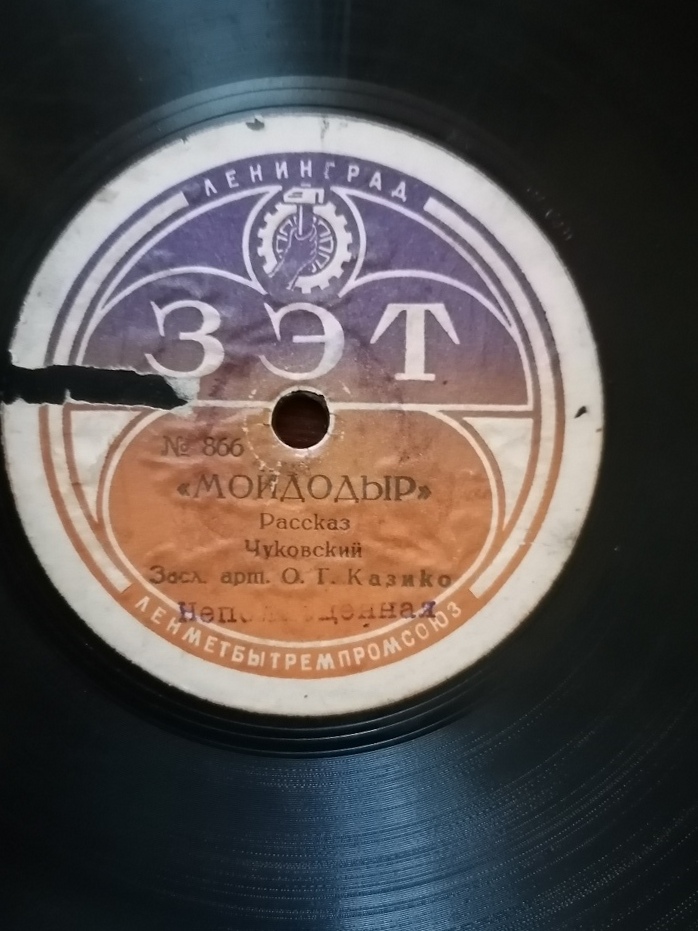 ЛЕНИНГРАД
ЗЭТ
№ 866
«МОЙДОДЫР»
Рассказ
Чуковский
Засл. арт. О. Г. Казико
ЛЕНМЕТБЫТРЕМПРОМСОЮЗ